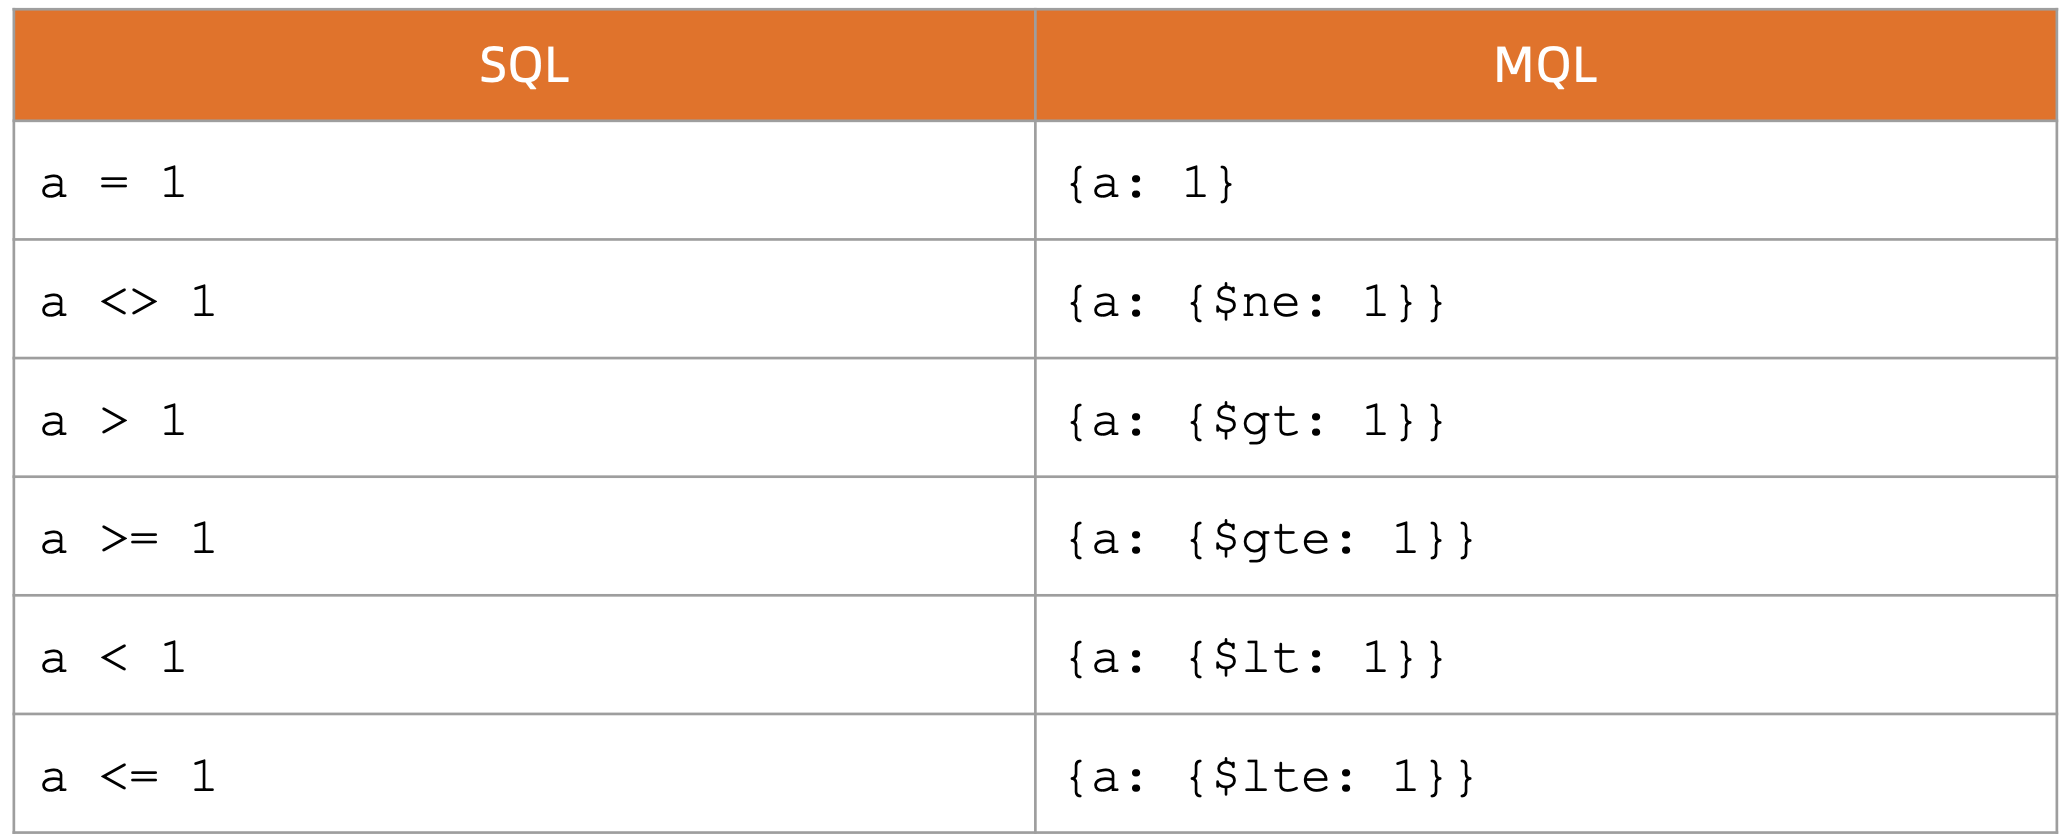 SQL MQL
a = 1 {a: 1}
a <> 1 {a: {$ne: 1}}
a > 1 {a: {$gt: 1}}
a >= 1 {a: {$gte: 1}}
a < 1 {a: {$lt: 1}}
a <= 1 {a: {$lte: 1}}